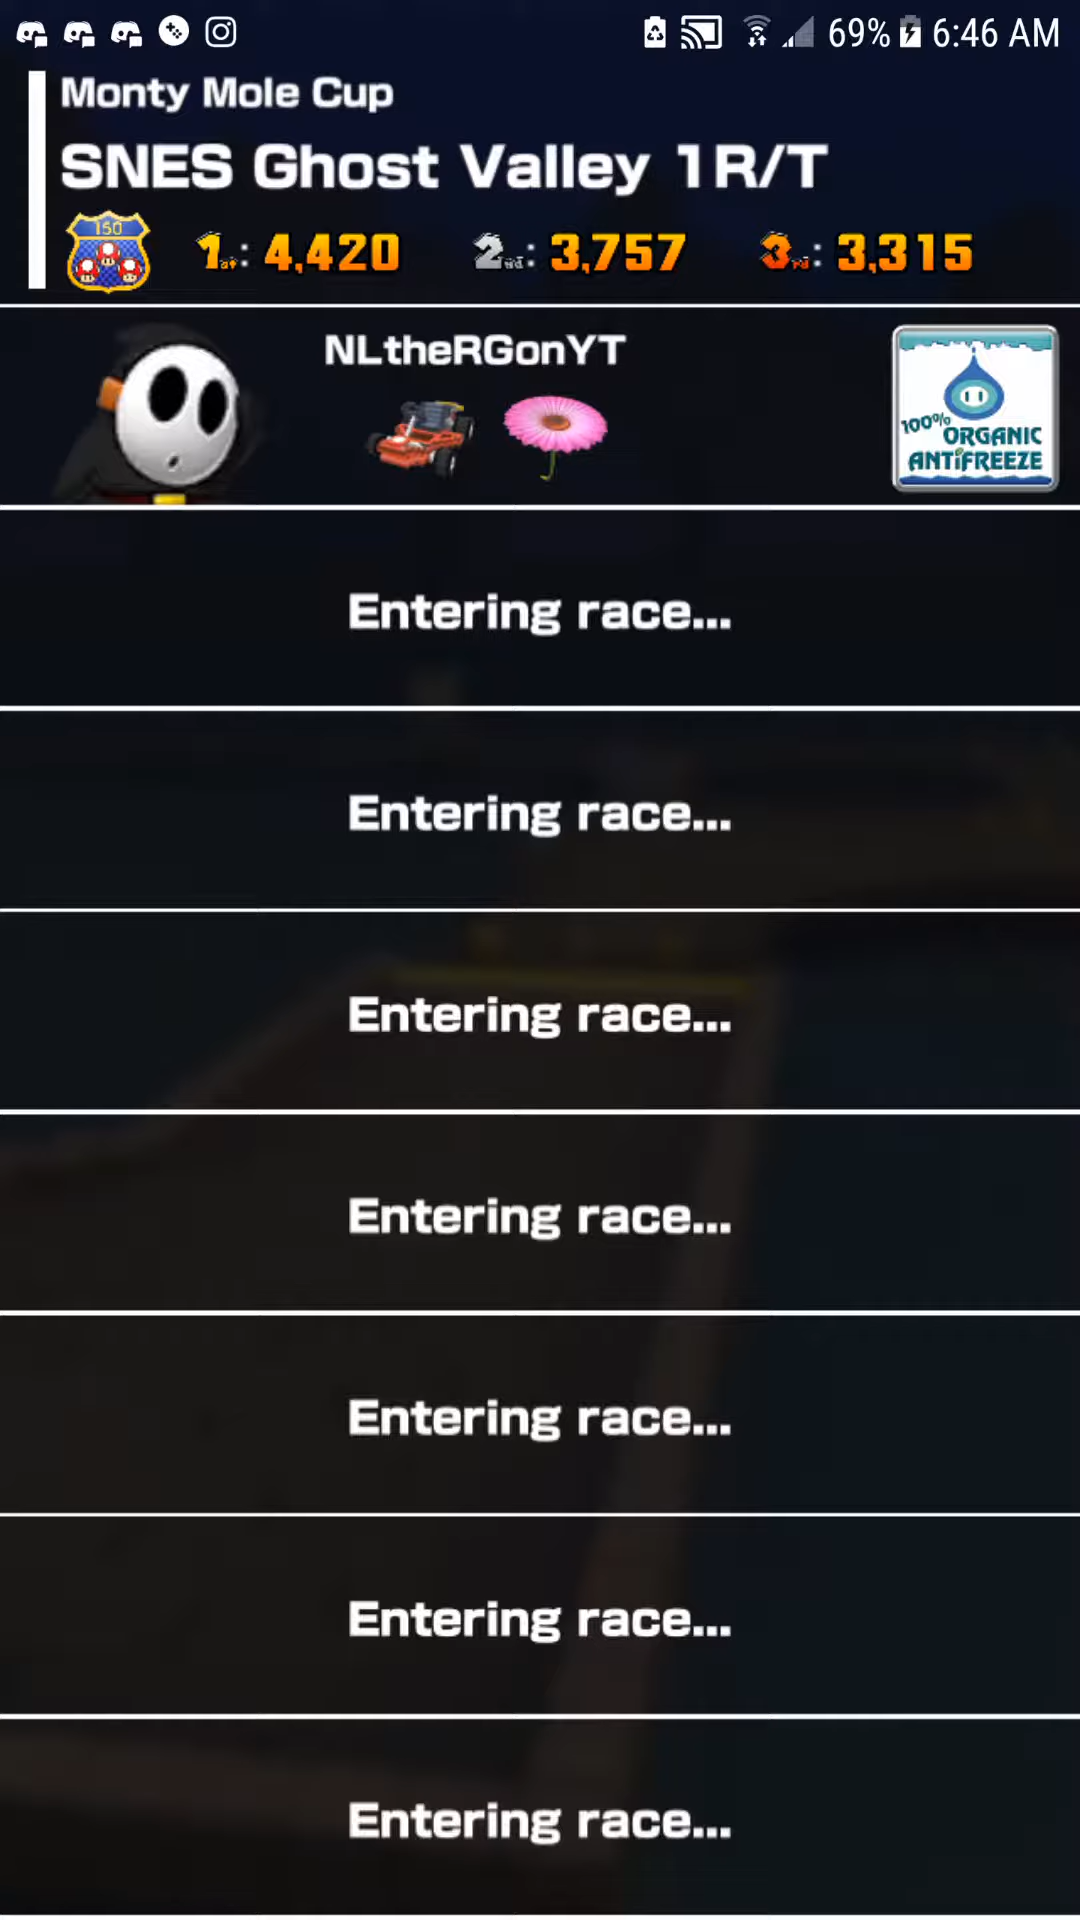 69% 6:46 AM
Monty Mole Cup
SNES Ghost Valley 1R/T
150
1st: 4,420 2nd: 3,757 3rd: 3,315
NLtheRGonYT
100% ORGANIC
ANTIFREEZE
Entering race...
Entering race...
Entering race...
Entering race...
Entering race...
Entering race...
Entering race...